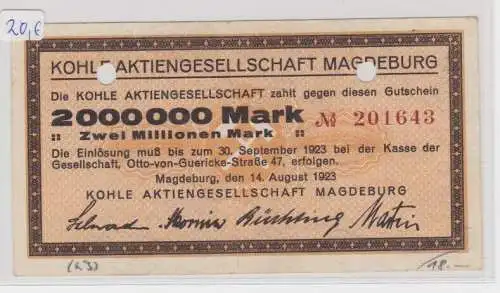 20,6
KOHLE AKTIENGESELLSCHAFT MAGDEBURG
Die KOHLE AKTIENGESELLSCHAFT zahlt gegen diesen Gutschein
2000000 Mark № 201643
:: Zwei Millionen Mark ::
Die Einlösung muß bis zum 30. September 1923 bei der Kasse der
Gesellschaft, Otto-von-Guericke-Straße 47, erfolgen.
Magdeburg, den 14. August 1923
KOHLE AKTIENGESELLSCHAFT MAGDEBURG
18.—